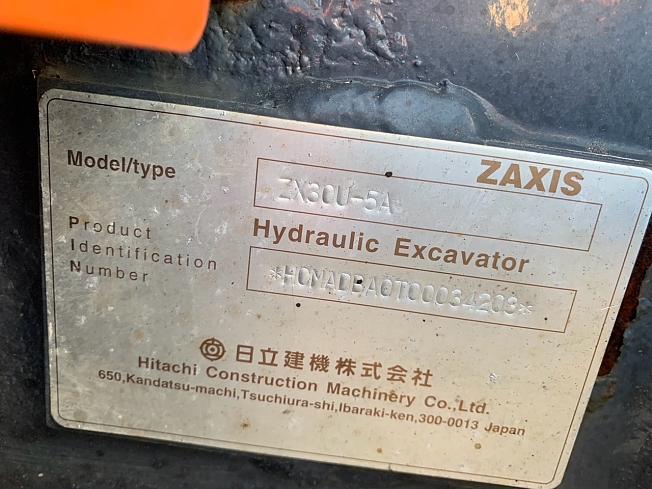 ZAXIS
Model/type
ZX30U-5A
Hydraulic Excavator
Product
Identification
Number
*HCMADBA0T00034208*
日立建機株式会社
Hitachi Construction Machinery Co.,Ltd.
650,Kandatsu-machi,Tsuchiura-shi,Ibaraki-ken,300-0013 Japan